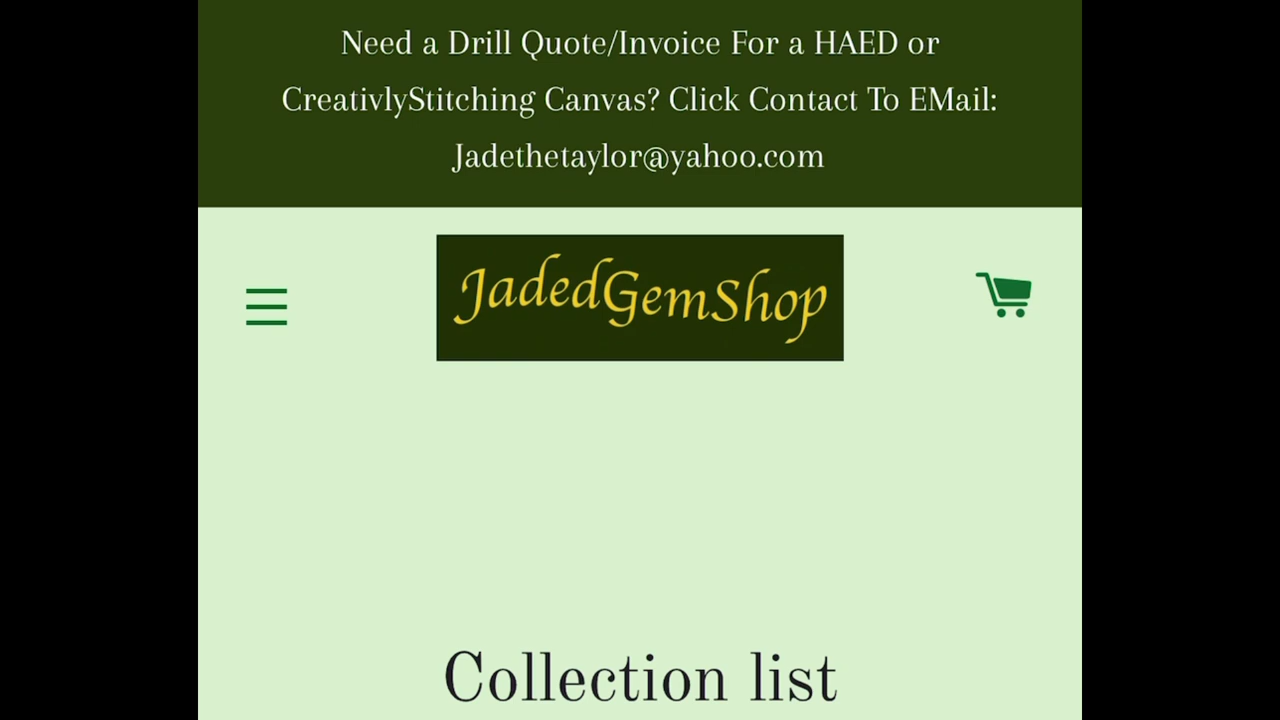 Need a Drill Quote/Invoice For a HAED or
CreativlyStitching Canvas? Click Contact To EMail:
Jadethetaylor@yahoo.com
JadedGemShop
Collection list